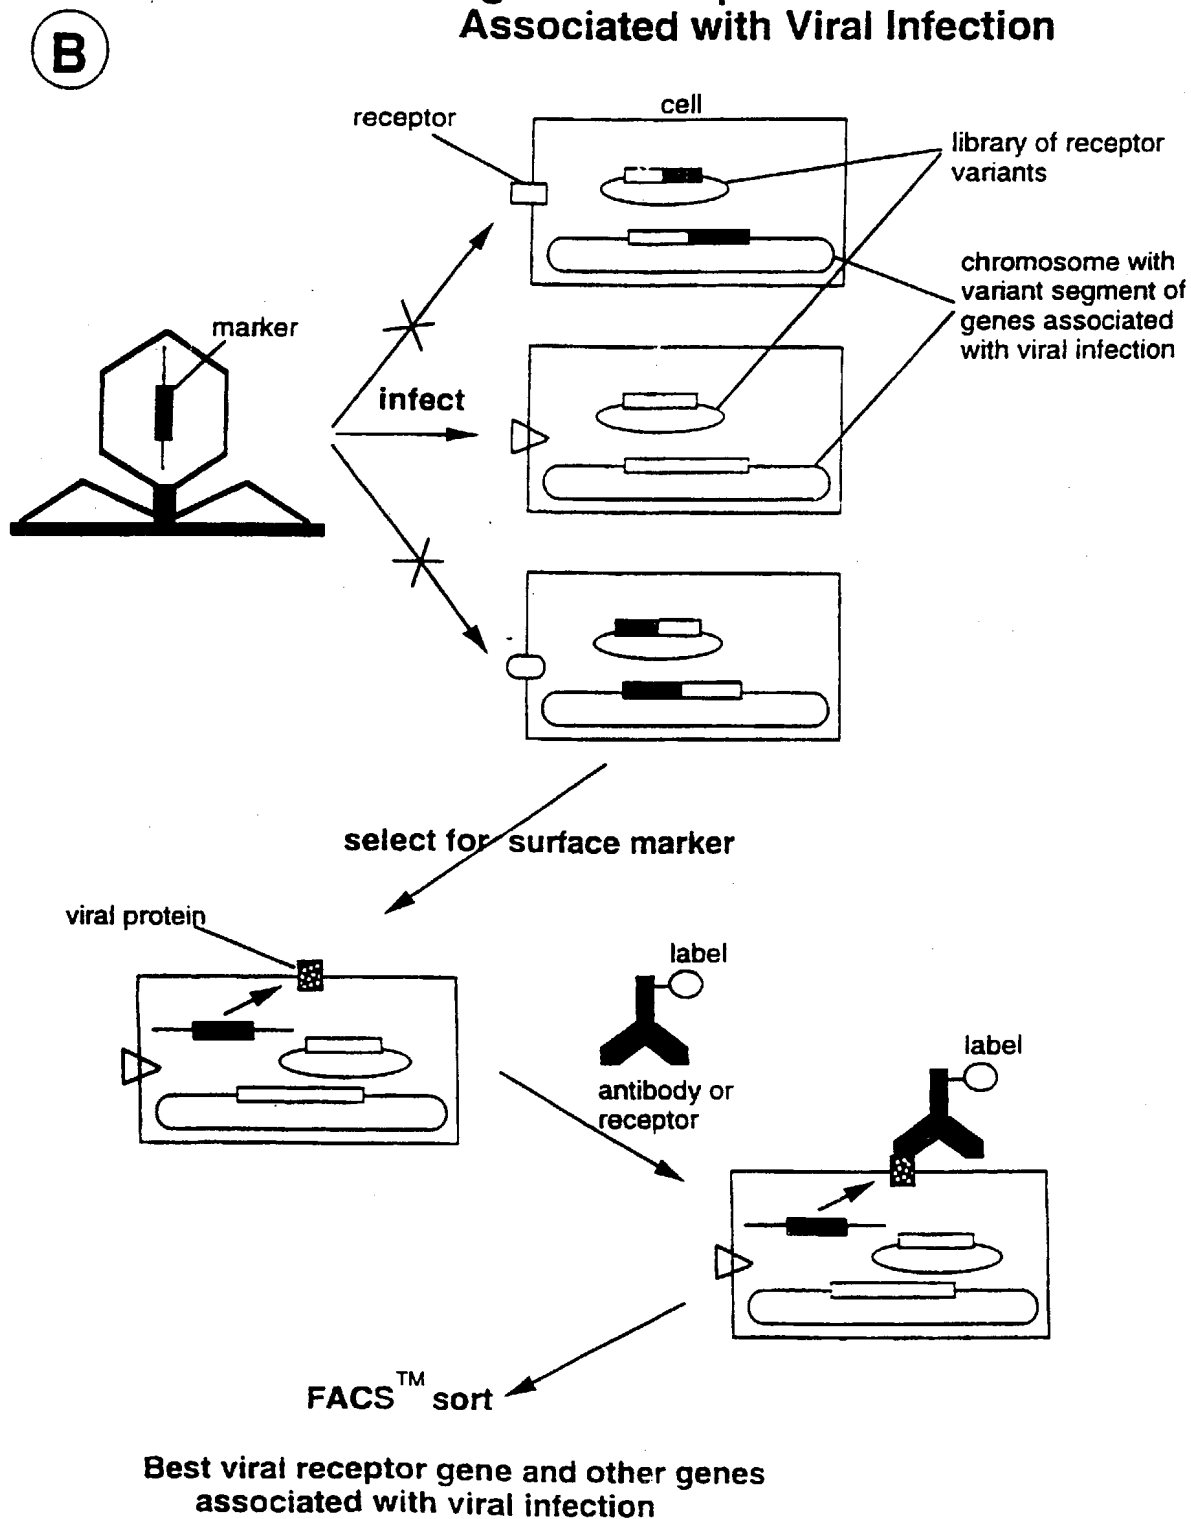 B
Associated with Viral Infection
cell
receptor
library of receptor
variants
chromosome with
variant segment of
genes associated
with viral infection
marker
infect
select for surface marker
viral protein
label
antibody or
receptor
label
FACS™ sort
Best viral receptor gene and other genes
associated with viral infection